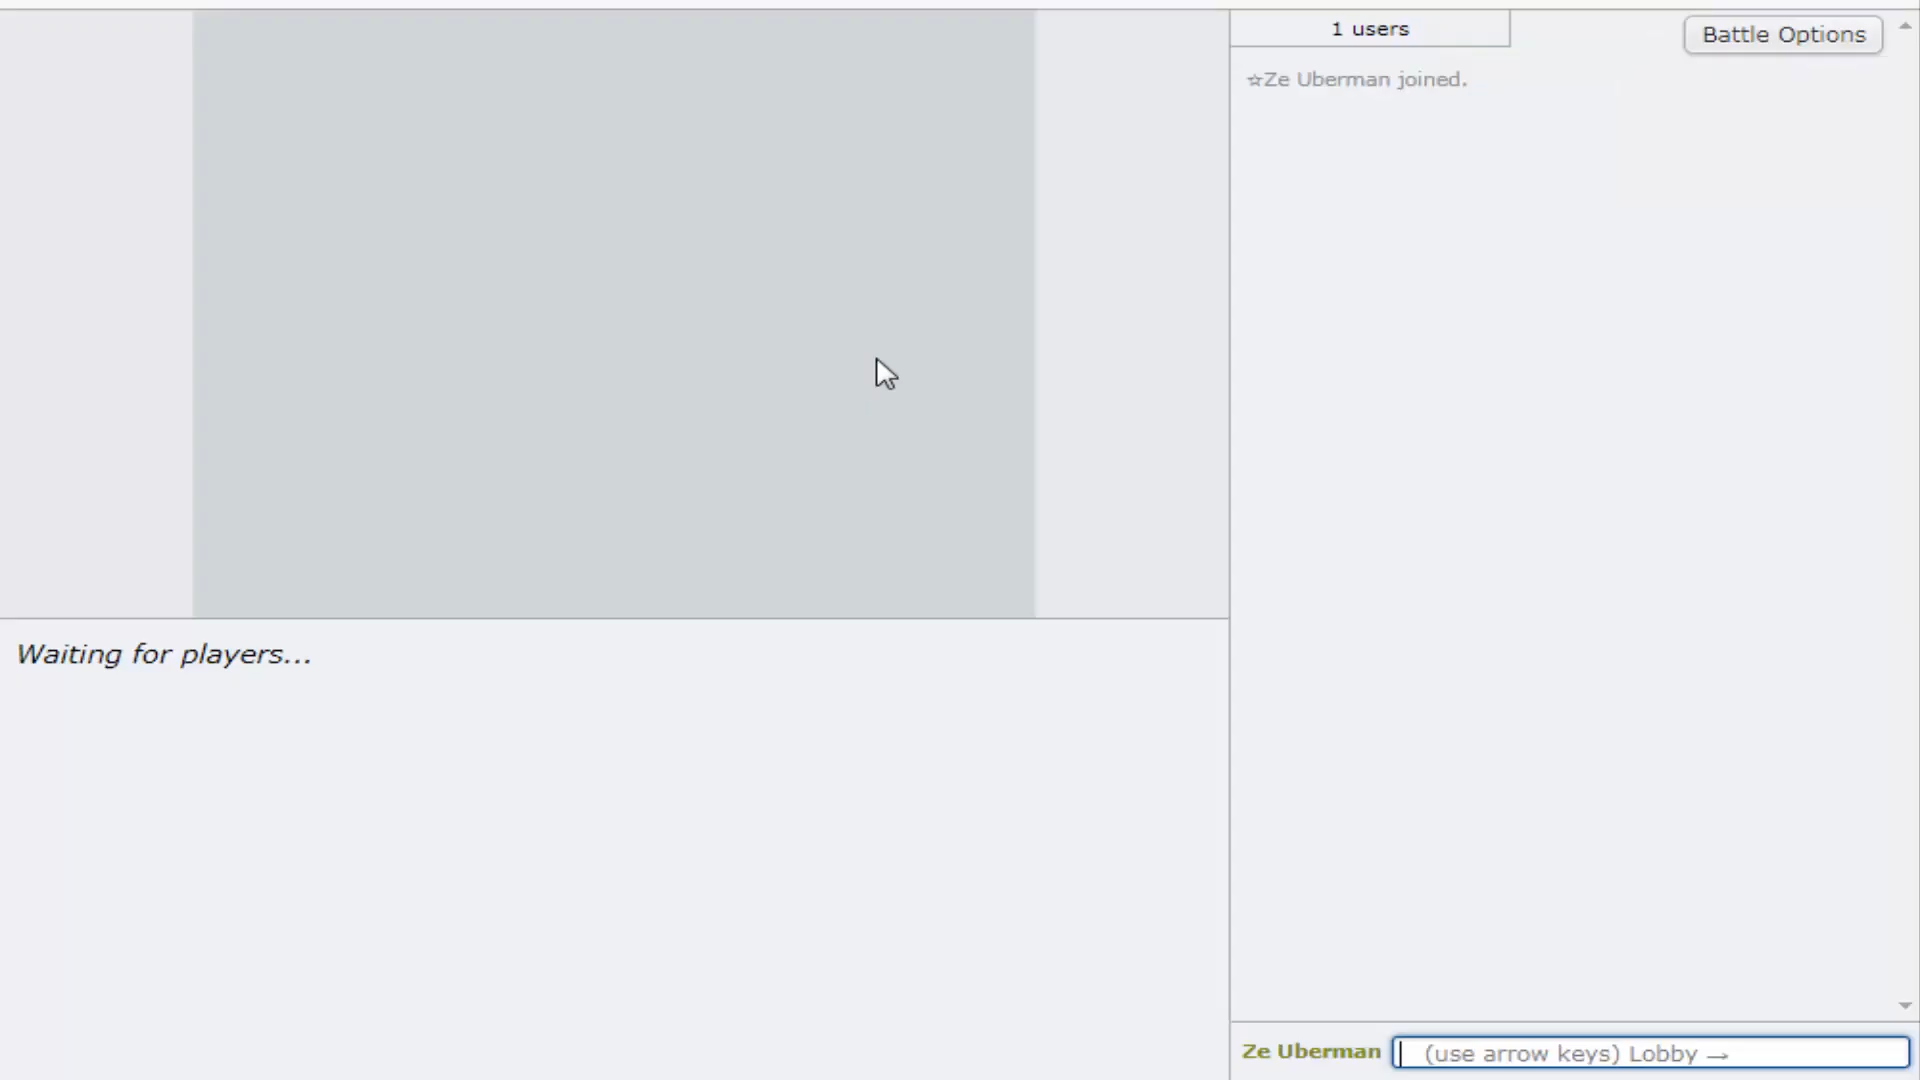 1 users
Battle Options
☆Ze Uberman joined.
Waiting for players...
Ze Uberman
(use arrow keys) Lobby →